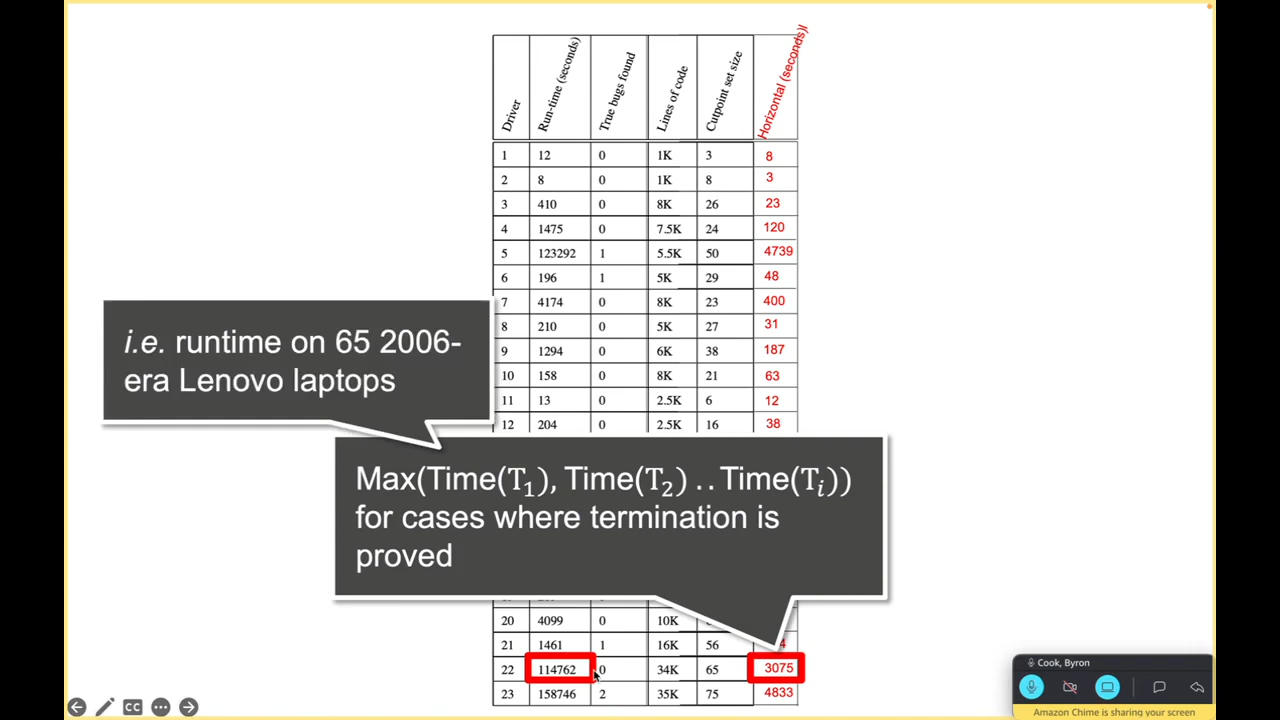 Driver Run-time (seconds) True bugs found Lines of code Cutpoint set size Horizontal (seconds)l
1 12 0 1K 3 8
2 8 0 1K 8 3
3 410 0 8K 26 23
4 1475 0 7.5K 24 120
5 123292 1 5.5K 50 4739
6 196 1 5K 29 48
7 4174 0 8K 23 400
8 210 0 5K 27 31
9 1294 0 6K 38 187
10 158 0 8K 21 63
11 13 0 2.5K 6 12
12 204 0 2.5K 16 38
i.e. runtime on 65 2006-
era Lenovo laptops
Max(Time(T₁), Time(T₂) . . Time(Tᵢ))
for cases where termination is
proved
20 4099 0 10K
21 1461 1 16K 56
22 114762 0 34K 65 3075
23 158746 2 35K 75 4833
Cook, Byron
CC
Amazon Chime is sharing your screen